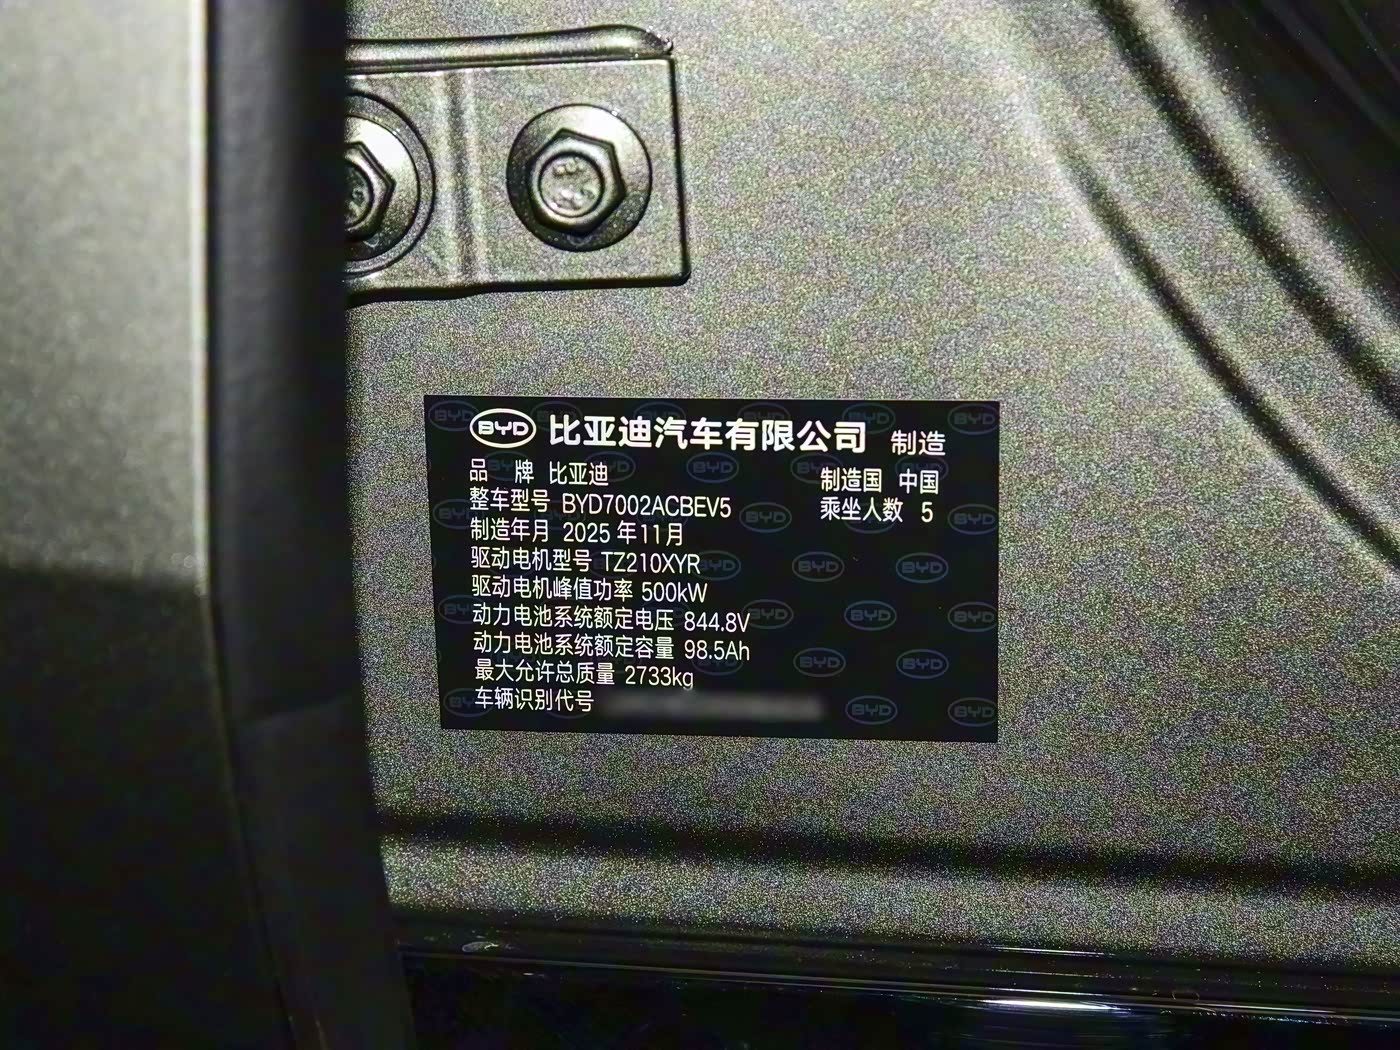 BYD 比亚迪汽车有限公司 制造
品 牌 比亚迪
制造国 中国
整车型号 BYD7002ACBEV5
乘坐人数 5
制造年月 2025 年11月
驱动电机型号 TZ210XYR
驱动电机峰值功率 500kW
动力电池系统额定电压 844.8V
动力电池系统额定容量 98.5Ah
最大允许总质量 2733kg
车辆识别代号